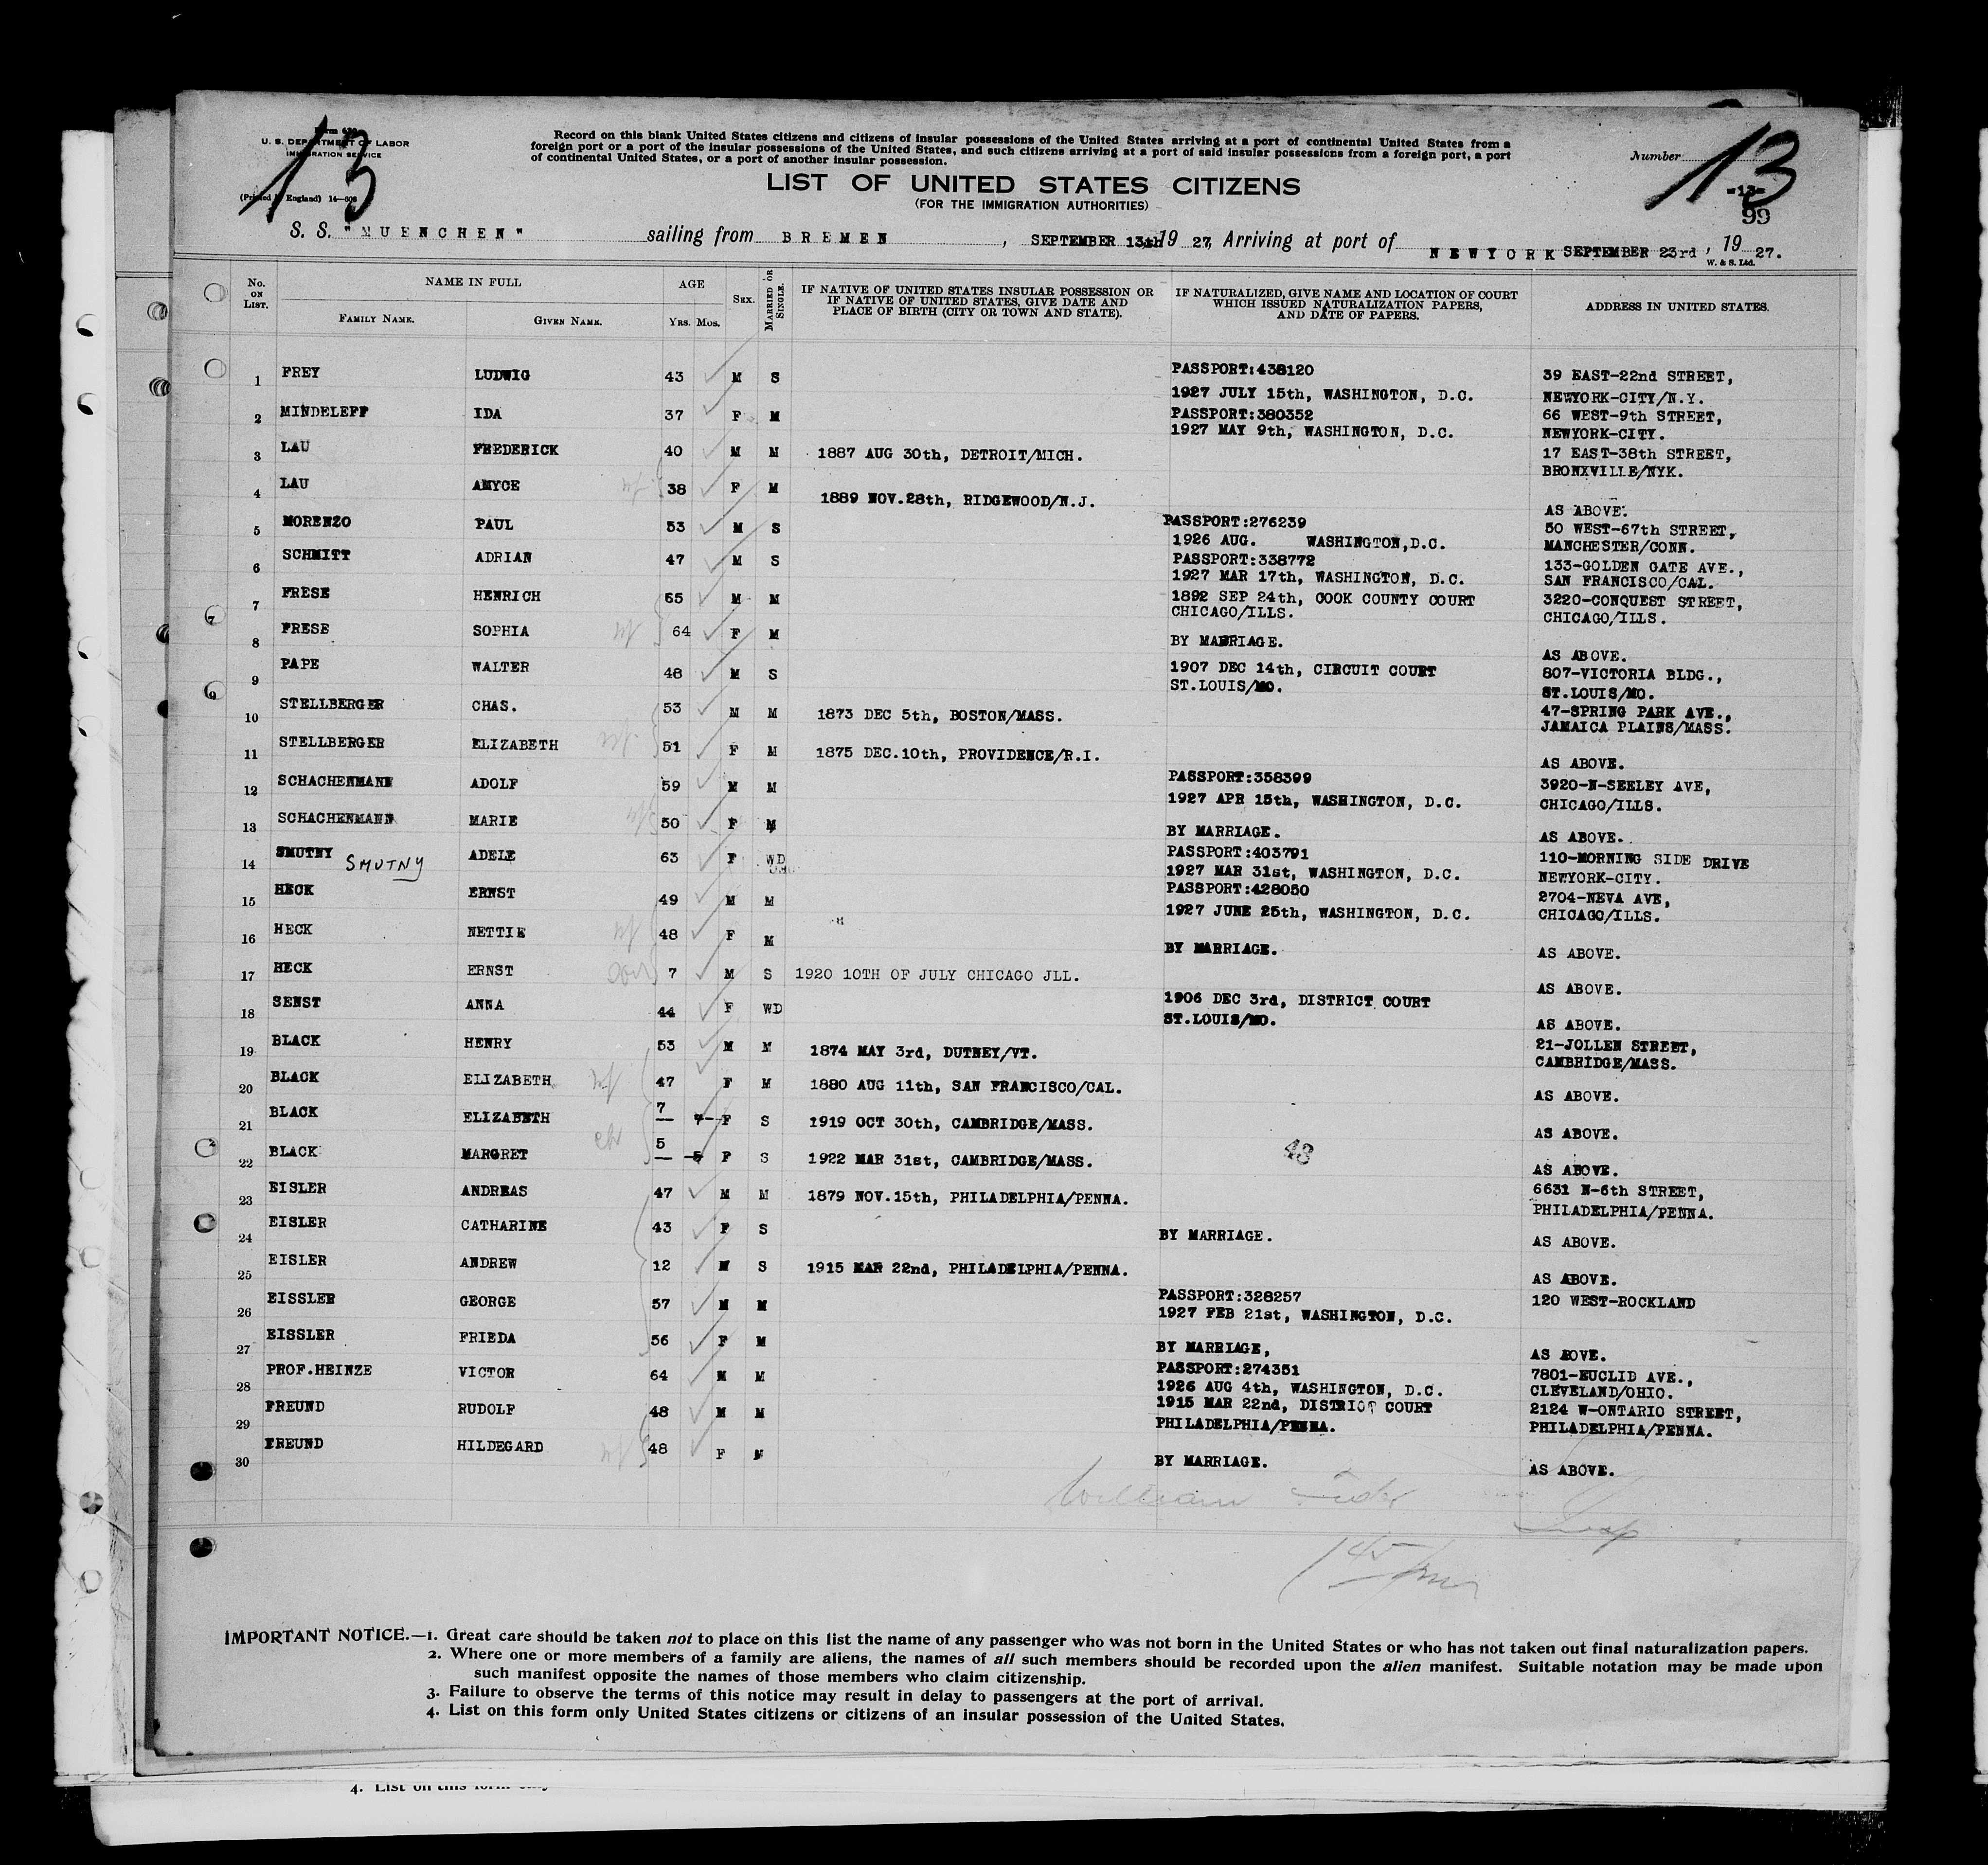 13
U. S. DEPARTMENT OF LABOR
IMMIGRATION SERVICE
(Printed in England) 14—606
Record on this blank United States citizens and citizens of insular possessions of the United States arriving at a port of continental United States from a
foreign port or a port of the insular possessions of the United States, and such citizens arriving at a port of said insular possessions from a foreign port, a port
of continental United States, or a port of another insular possession.
LIST OF UNITED STATES CITIZENS
(FOR THE IMMIGRATION AUTHORITIES)
Number
13
-13-
99
S. S. "MUENCHEN" sailing from BREMEN, SEPTEMBER 13th 19 27, Arriving at port of NEWYORK SEPTEMBER 23rd, 19 27.
W. & S. Ltd.
No. ON LIST. NAME IN FULL AGE SEX. MARRIED OR SINGLE. IF NATIVE OF UNITED STATES INSULAR POSSESSION OR IF NATIVE OF UNITED STATES, GIVE DATE AND PLACE OF BIRTH (CITY OR TOWN AND STATE). IF NATURALIZED, GIVE NAME AND LOCATION OF COURT WHICH ISSUED NATURALIZATION PAPERS, AND DATE OF PAPERS. ADDRESS IN UNITED STATES.
FAMILY NAME. GIVEN NAME. YRS. MOS.
1 FREY LUDWIG 43 M S PASSPORT:438120 39 EAST-22nd STREET,
1927 JULY 15th, WASHINGTON, D.C. NEWYORK-CITY/N.Y.
2 MINDELEFF IDA 37 F M PASSPORT:380352 66 WEST-9th STREET,
1927 MAY 9th, WASHINGTON, D.C. NEWYORK-CITY.
3 LAU FREDERICK 40 M M 1887 AUG 30th, DETROIT/MICH. 17 EAST-38th STREET,
BRONXVILLE/NYK.
4 LAU AMYCE 38 F M 1889 NOV.28th, RIDGEWOOD/N.J. AS ABOVE.
5 MORENZO PAUL 53 M S PASSPORT:276239 50 WEST-67th STREET,
1926 AUG. WASHINGTON,D.C. MANCHESTER/CONN.
6 SCHMITT ADRIAN 47 M S PASSPORT:338772 133-GOLDEN GATE AVE.,
1927 MAR 17th, WASHINGTON, D.C. SAN FRANCISCO/CAL.
7 FRESE HENRICH 65 M M 1892 SEP 24th, COOK COUNTY COURT 3220-CONQUEST STREET,
CHICAGO/ILLS. CHICAGO/ILLS.
8 FRESE SOPHIA 64 F M BY MARRIAGE. AS ABOVE.
9 PAPE WALTER 48 M S 1907 DEC 14th, CIRCUIT COURT 807-VICTORIA BLDG.,
ST.LOUIS/MO. ST.LOUIS/MO.
10 STELLBERGER CHAS. 53 M M 1873 DEC 5th, BOSTON/MASS. 47-SPRING PARK AVE.,
JAMAICA PLAINS/MASS.
11 STELLBERGER ELIZABETH 51 F M 1875 DEC.10th, PROVIDENCE/R.I. AS ABOVE.
12 SCHACHENMANN ADOLF 59 M M PASSPORT:358399 3920-N-SEELEY AVE,
1927 APR 15th, WASHINGTON, D.C. CHICAGO/ILLS.
13 SCHACHENMANN MARIE 50 F M BY MARRIAGE. AS ABOVE.
14 SMUTNY SMUTNY ADELE 63 F WD PASSPORT:403791 110-MORNING SIDE DRIVE
1927 MAR 31st, WASHINGTON, D.C. NEWYORK-CITY.
15 HECK ERNST 49 M M PASSPORT:428050 2704-NEVA AVE,
1927 JUNE 25th, WASHINGTON, D.C. CHICAGO/ILLS.
16 HECK NETTIE 48 F M BY MARRIAGE. AS ABOVE.
17 HECK ERNST 7 M S 1920 10TH OF JULY CHICAGO JLL. AS ABOVE.
18 SENST ANNA 44 F WD 1906 DEC 3rd, DISTRICT COURT
ST.LOUIS/MO. AS ABOVE.
19 BLACK HENRY 53 M M 1874 MAY 3rd, DUTNEY/VT. 21-JOLLEN STREET,
CAMBRIDGE/MASS.
20 BLACK ELIZABETH 47 F M 1880 AUG 11th, SAN FRANCISCO/CAL. AS ABOVE.
21 BLACK ELIZABETH 7 7 F S 1919 OCT 30th, CAMBRIDGE/MASS. AS ABOVE.
22 BLACK MARGRET 5 5 F S 1922 MAR 31st, CAMBRIDGE/MASS. 43 AS ABOVE.
23 EISLER ANDREAS 47 M M 1879 NOV.15th, PHILADELPHIA/PENNA. 6631 N-6th STREET,
PHILADELPHIA/PENNA.
24 EISLER CATHARINE 43 F S BY MARRIAGE. AS ABOVE.
25 EISLER ANDREW 12 M S 1915 MAR 22nd, PHILADELPHIA/PENNA. AS ABOVE.
26 EISSLER GEORGE 57 M M PASSPORT:328257 120 WEST-ROCKLAND
1927 FEB 21st, WASHINGTON, D.C.
27 EISSLER FRIEDA 56 F M BY MARRIAGE, AS BOVE.
28 PROF.HEINZE VICTOR 64 M M PASSPORT:274351 7801-EUCLID AVE.,
1926 AUG 4th, WASHINGTON, D.C. CLEVELAND/OHIO.
29 FREUND RUDOLF 48 M M 1915 MAR 22nd, DISTRICT COURT 2124 W-ONTARIO STREET,
PHILADELPHIA/PENNA. PHILADELPHIA/PENNA.
30 FREUND HILDEGARD 48 F M BY MARRIAGE. AS ABOVE.
William
IMPORTANT NOTICE.—1. Great care should be taken not to place on this list the name of any passenger who was not born in the United States or who has not taken out final naturalization papers.
2. Where one or more members of a family are aliens, the names of all such members should be recorded upon the alien manifest. Suitable notation may be made upon
such manifest opposite the names of those members who claim citizenship.
3. Failure to observe the terms of this notice may result in delay to passengers at the port of arrival.
4. List on this form only United States citizens or citizens of an insular possession of the United States.
4. List on this form only